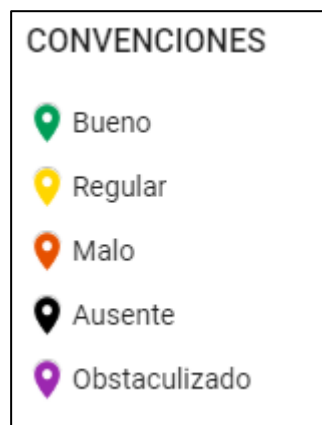 CONVENCIONES
Bueno
Regular
Malo
Ausente
Obstaculizado